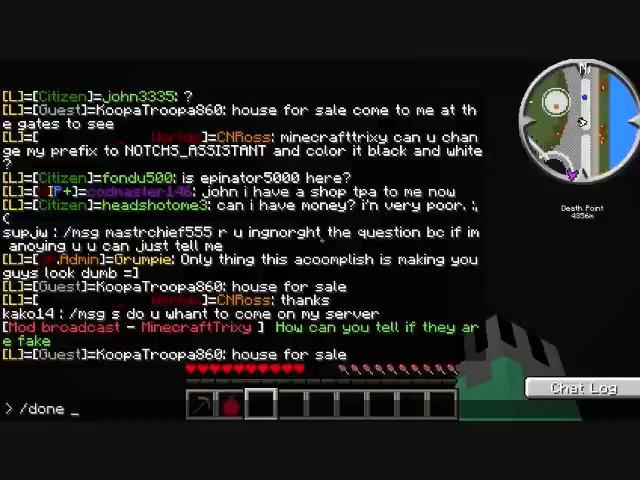 [L]=[Citizen]=john3335: ?
[L]=[Guest]=KoopaTroopa860: house for sale come to me at th
e gates to see
[L]=[ =CNRoss: minecrafttrixy can u chan
ge my prefix to NOTCHS_ASSISTANT and color it black and white
?
[L]=[Citizen]=fondu500: is epinator5000 here?
[L]=[VIP+]=codmaster146: john i have a shop tpa to me now
[L]=[Citizen]=headshotome3: can i have money? i'm very poor. :,
(
supju : /msg mastrchief555 r u ingnorght the question bc if im
anoying u u can just tell me
[L]=[ .Admin]=Grumpie: Only thing this accoomplish is making you
guys look dumb =]
[L]=[Guest]=KoopaTroopa860: house for sale
[L]=[ =CNRoss: thanks
kako14 : /msg s do u whant to come on my server
[Mod broadcast - MinecraftTrixy ] How can you tell if they ar
e fake
[L]=[Guest]=KoopaTroopa860: house for sale
> /done _
N
Death Point
4356m
Chat Log